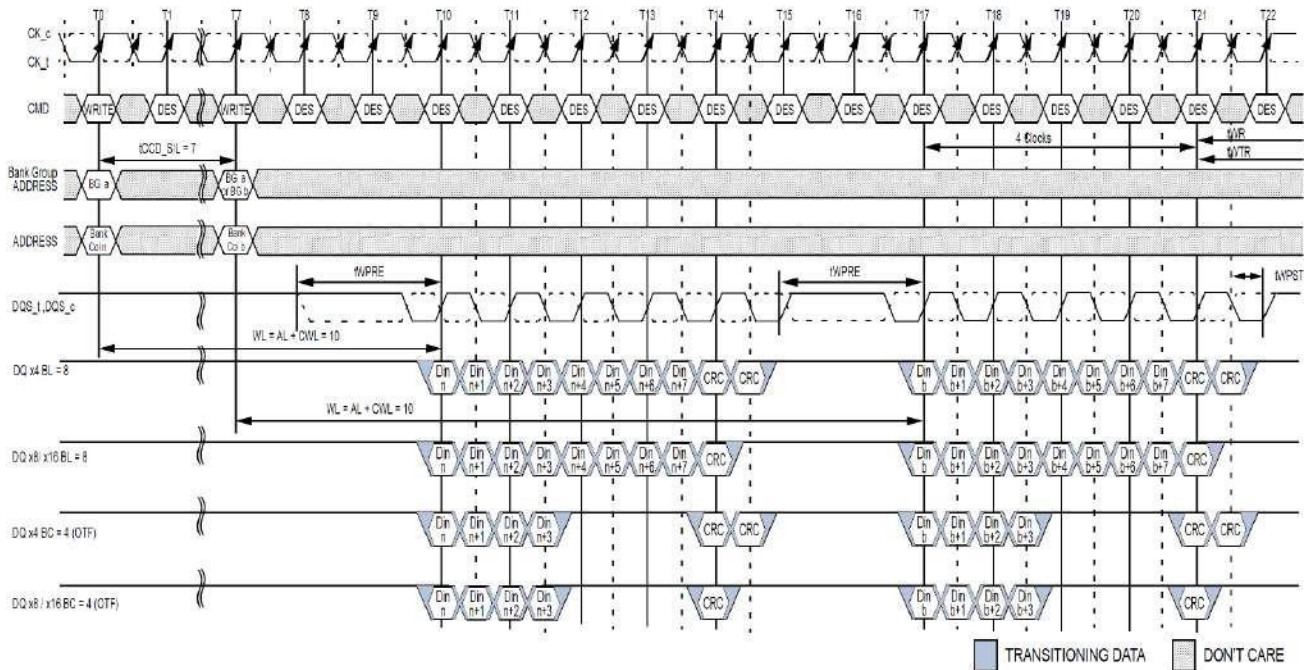 T0 T1 T7 T8 T9 T10 T11 T12 T13 T14 T15 T16 T17 T18 T19 T20 T21 T22
CK_c
CK_t
CMD WRITE DES WRITE DES DES DES DES DES DES DES DES DES DES DES DES DES DES DES
tCCD_S/L = 7
4 Clocks
tWR
tWTR
Bank Group
ADDRESS
BG a
BG a
or BG b
ADDRESS
Bank
Col n
Bank
Col b
tWPRE
tWPRE
tWPST
DQS_t,DQS_c
WL = AL + CWL = 10
DQ x4 BL = 8
Din n Din n+1 Din n+2 Din n+3 Din n+4 Din n+5 Din n+6 Din n+7 CRC CRC Din b Din b+1 Din b+2 Din b+3 Din b+4 Din b+5 Din b+6 Din b+7 CRC CRC
WL = AL + CWL = 10
DQ x8/ x16 BL = 8
Din n Din n+1 Din n+2 Din n+3 Din n+4 Din n+5 Din n+6 Din n+7 CRC Din b Din b+1 Din b+2 Din b+3 Din b+4 Din b+5 Din b+6 Din b+7 CRC
DQ x4 BC = 4 (OTF)
Din n Din n+1 Din n+2 Din n+3 CRC CRC Din b Din b+1 Din b+2 Din b+3 CRC CRC
DQ x8 / x16 BC = 4 (OTF)
Din n Din n+1 Din n+2 Din n+3 CRC Din b Din b+1 Din b+2 Din b+3 CRC
TRANSITIONING DATA
DON'T CARE